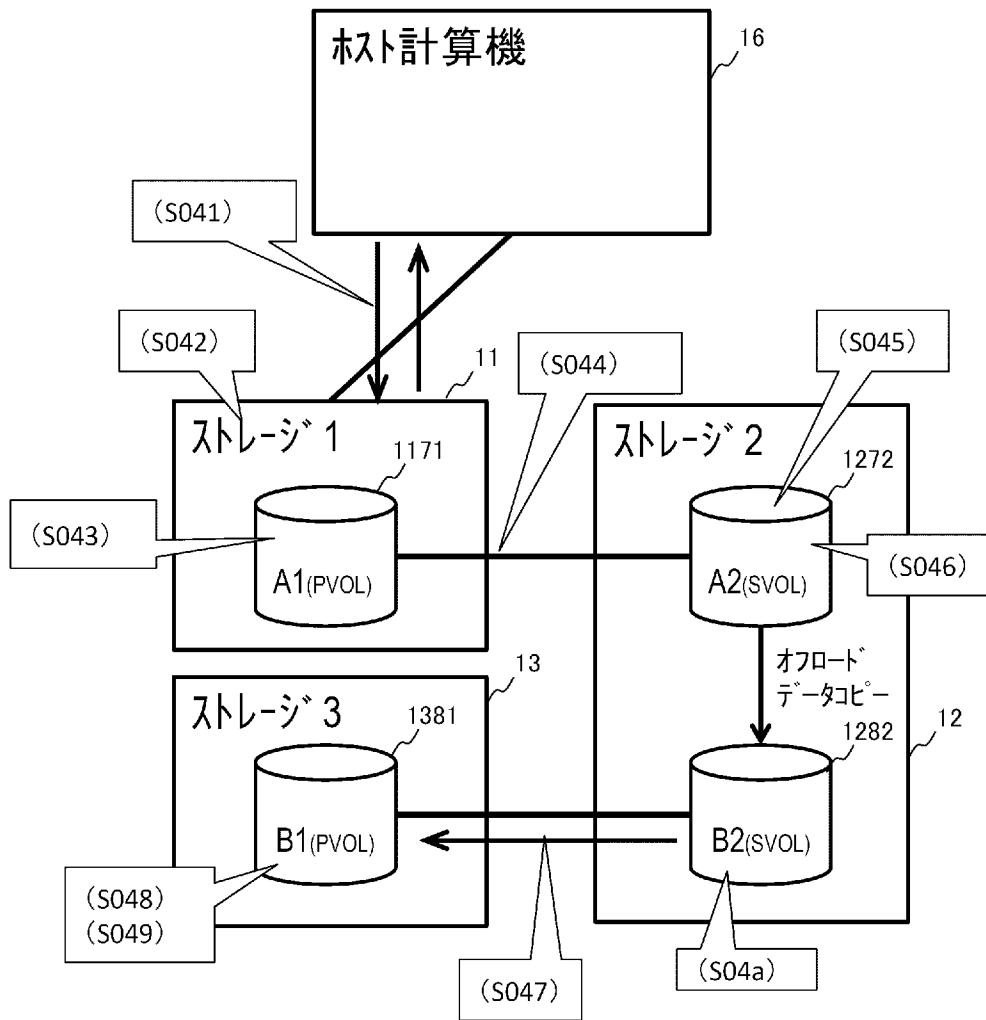 ホスト計算機
16
（S041）
（S042）
11
（S044）
（S045）
ストレージ1
1171
ストレージ2
1272
（S043）
A1(PVOL)
A2(SVOL)
（S046）
オフロード
データコピー
13
ストレージ3
1381
1282
12
B1(PVOL)
B2(SVOL)
（S048）
（S049）
（S047）
（S04a）